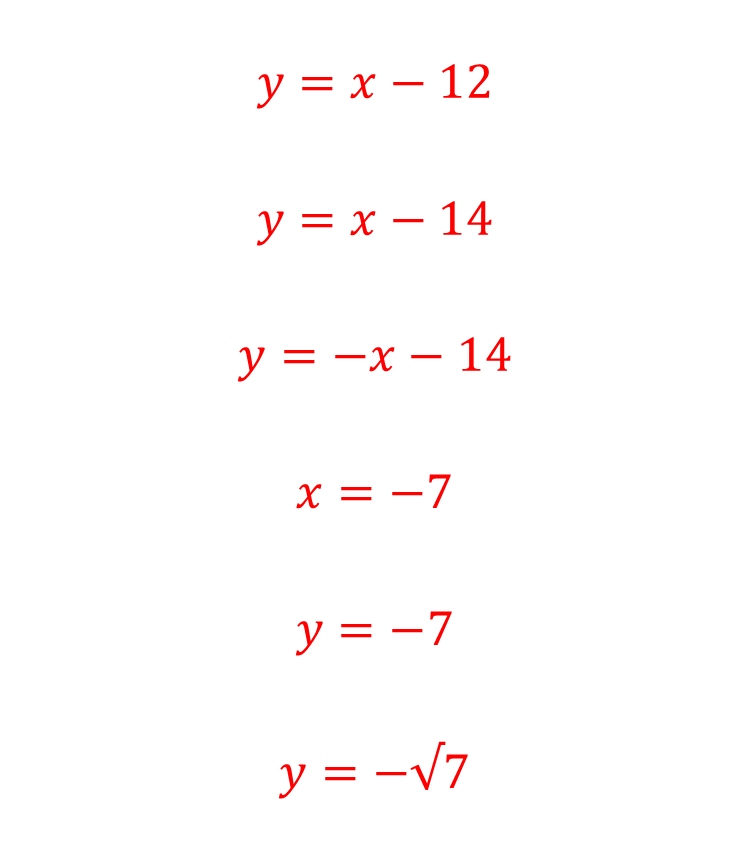 y = x − 12
y = x − 14
y = −x − 14
x = −7
y = −7
y = −√7